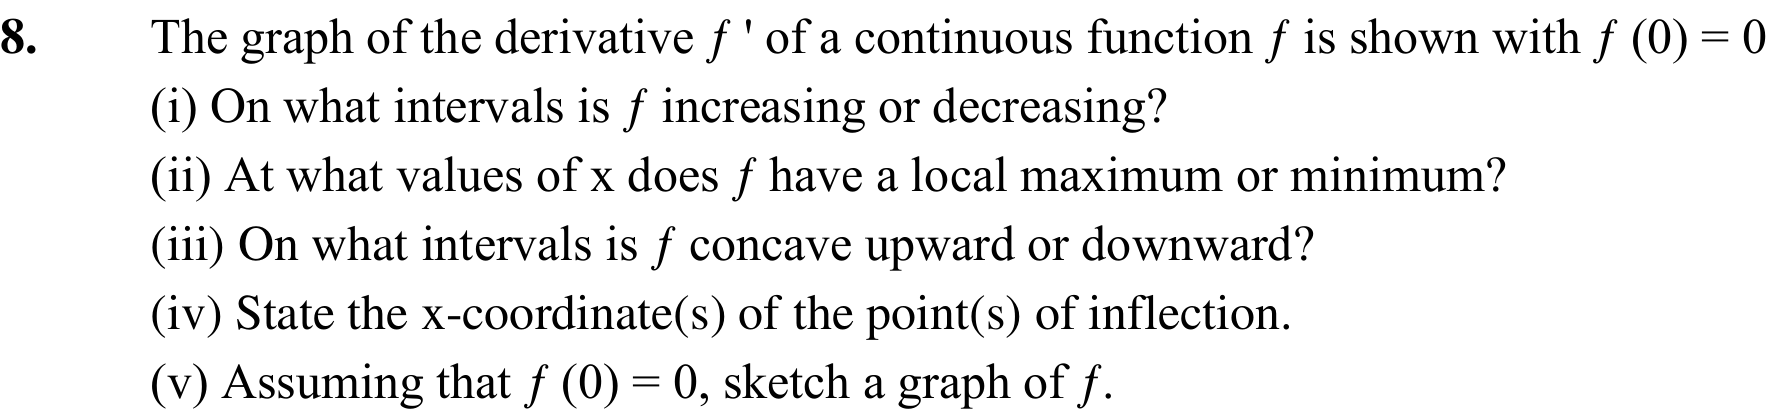 8. The graph of the derivative f ' of a continuous function f is shown with f (0) = 0
(i) On what intervals is f increasing or decreasing?
(ii) At what values of x does f have a local maximum or minimum?
(iii) On what intervals is f concave upward or downward?
(iv) State the x-coordinate(s) of the point(s) of inflection.
(v) Assuming that f (0) = 0, sketch a graph of f.